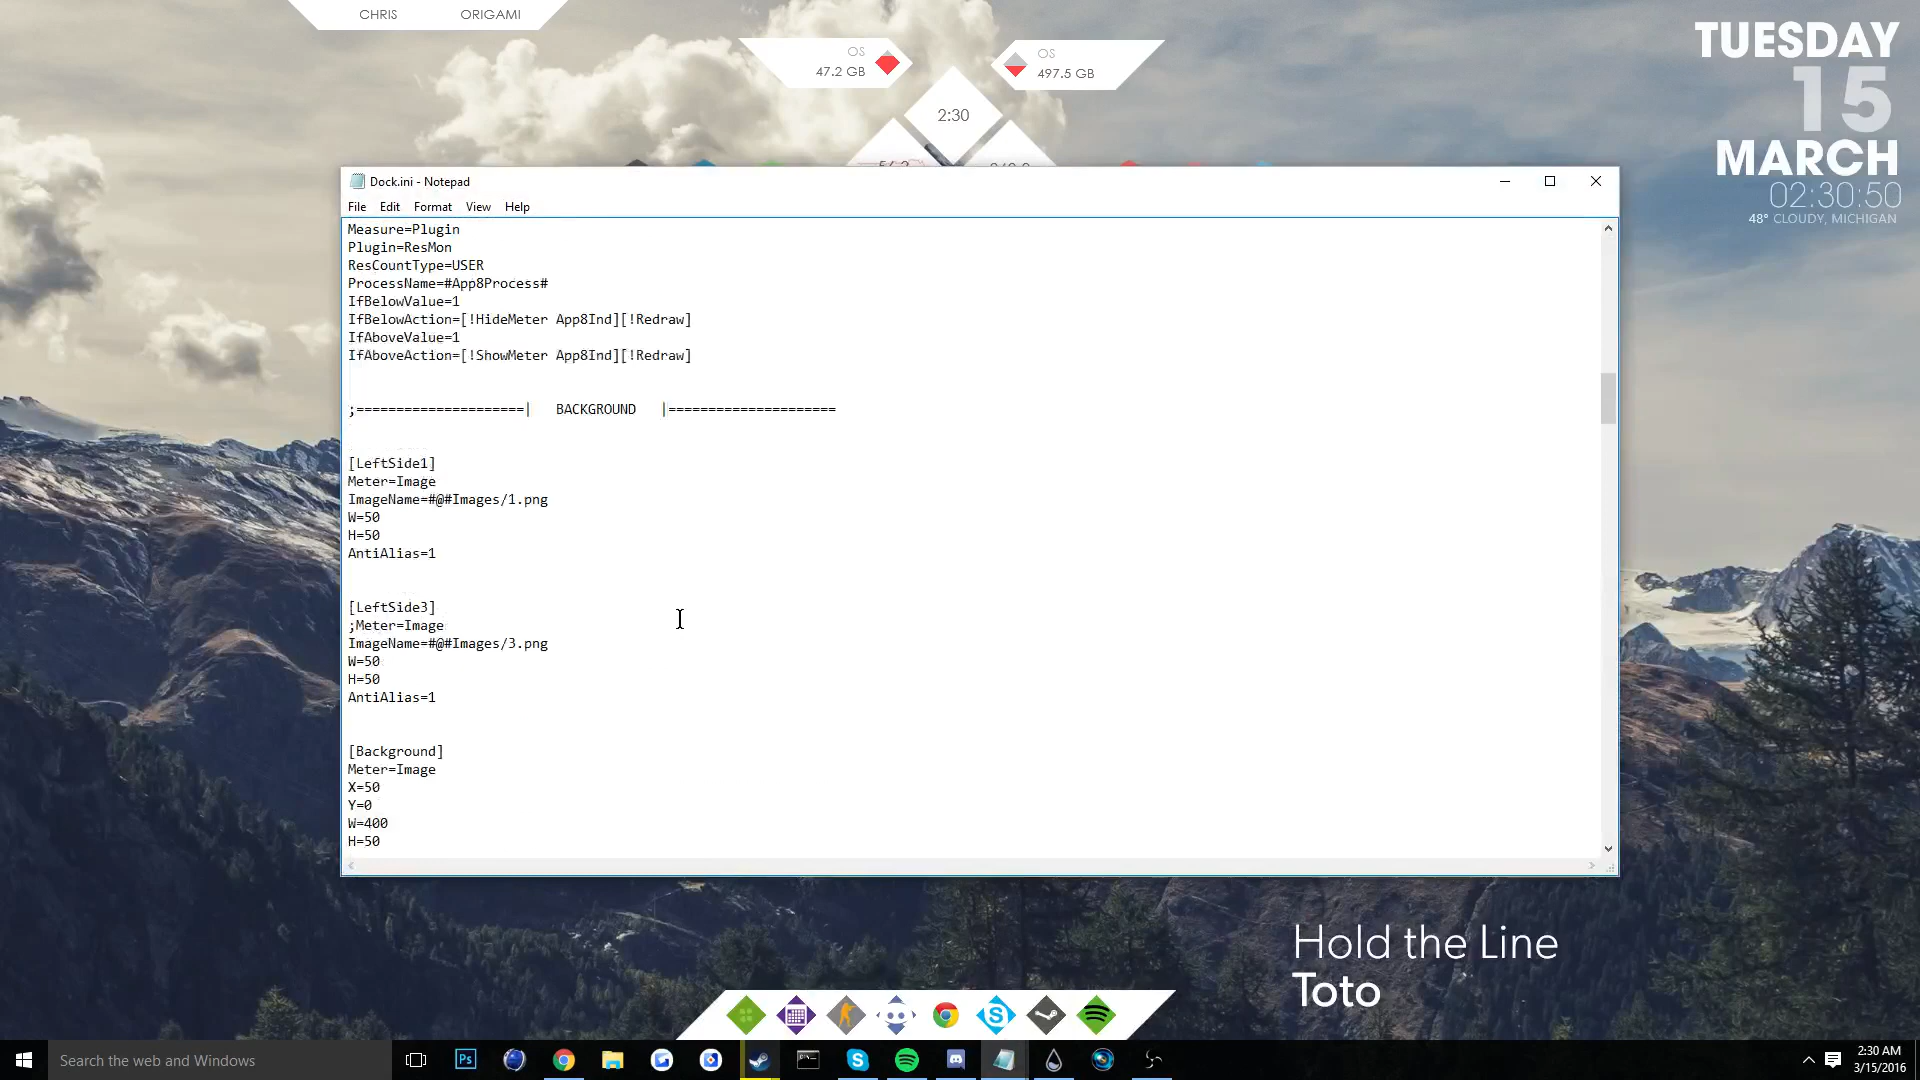 CHRIS ORIGAMI
OS
47.2 GB
OS
497.5 GB
2:30
TUESDAY
15
MARCH
02:30:50
48° CLOUDY, MICHIGAN
Dock.ini - Notepad
File Edit Format View Help
Measure=Plugin
Plugin=ResMon
ResCountType=USER
ProcessName=#App8Process#
IfBelowValue=1
IfBelowAction=[!HideMeter App8Ind][!Redraw]
IfAboveValue=1
IfAboveAction=[!ShowMeter App8Ind][!Redraw]
;=====================| BACKGROUND |=====================
[LeftSide1]
Meter=Image
ImageName=#@#Images/1.png
W=50
H=50
AntiAlias=1
[LeftSide3]
;Meter=Image
ImageName=#@#Images/3.png
W=50
H=50
AntiAlias=1
[Background]
Meter=Image
X=50
Y=0
W=400
H=50
Hold the Line
Toto
Search the web and Windows
Ps
2:30 AM
3/15/2016